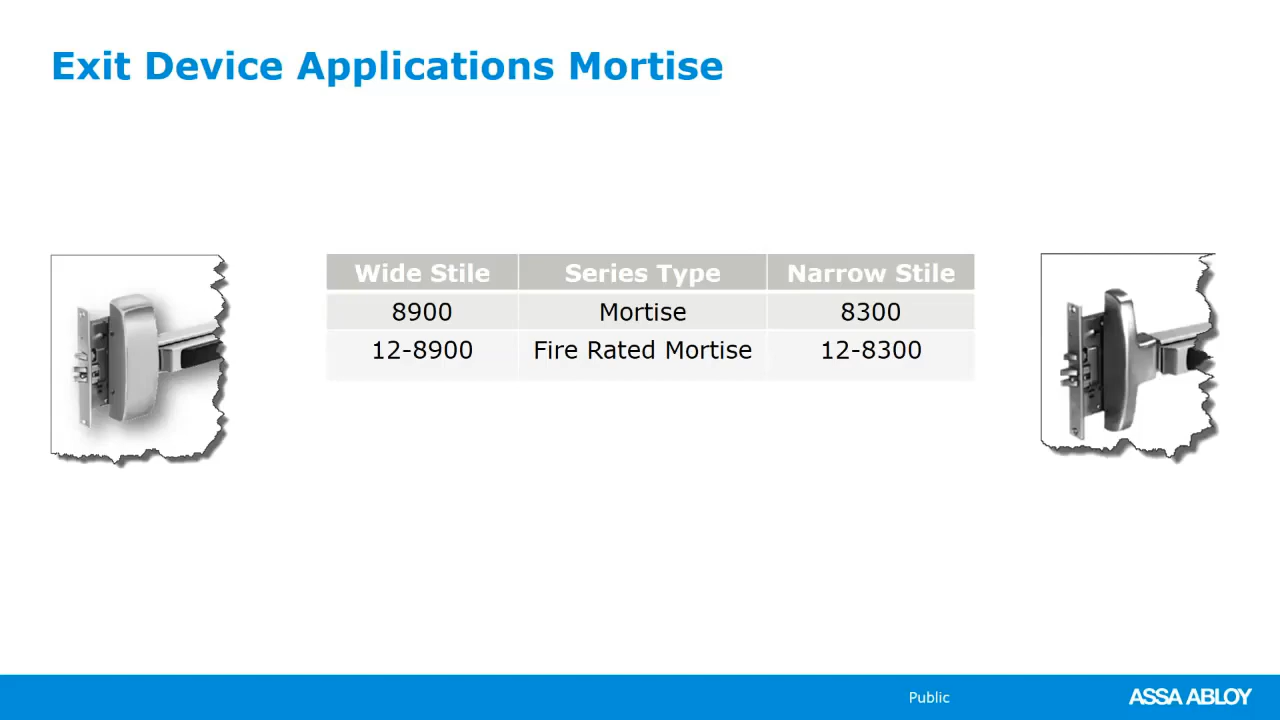 Exit Device Applications Mortise
Wide Stile Series Type Narrow Stile
8900 Mortise 8300
12-8900 Fire Rated Mortise 12-8300
Public
ASSA ABLOY